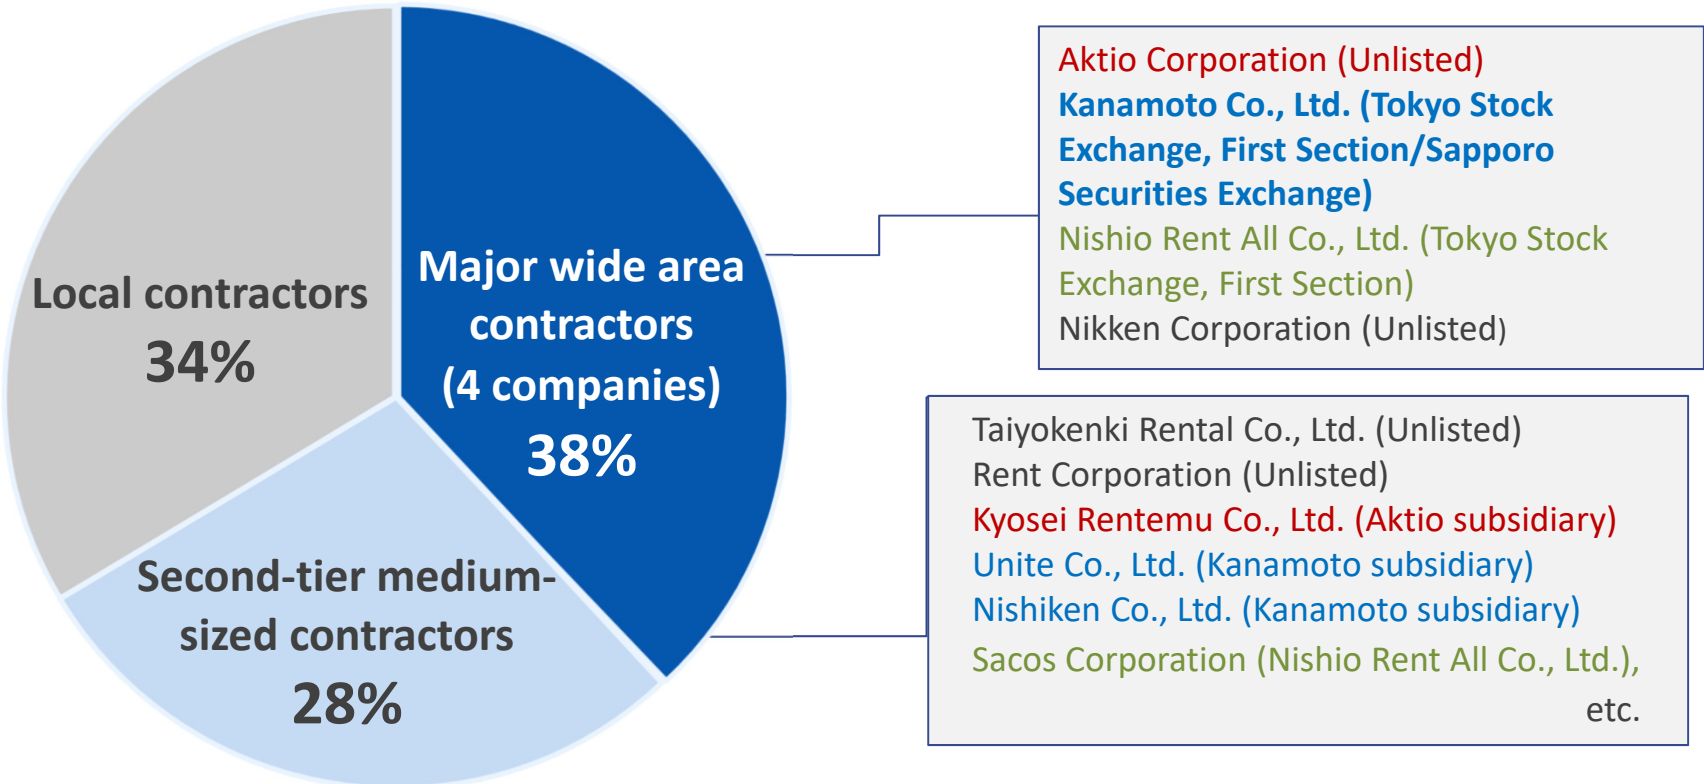 Local contractors
34%
Major wide area
contractors
(4 companies)
38%
Second-tier medium-
sized contractors
28%
Aktio Corporation (Unlisted)
Kanamoto Co., Ltd. (Tokyo Stock
Exchange, First Section/Sapporo
Securities Exchange)
Nishio Rent All Co., Ltd. (Tokyo Stock
Exchange, First Section)
Nikken Corporation (Unlisted)
Taiyokenki Rental Co., Ltd. (Unlisted)
Rent Corporation (Unlisted)
Kyosei Rentemu Co., Ltd. (Aktio subsidiary)
Unite Co., Ltd. (Kanamoto subsidiary)
Nishiken Co., Ltd. (Kanamoto subsidiary)
Sacos Corporation (Nishio Rent All Co., Ltd.),
etc.